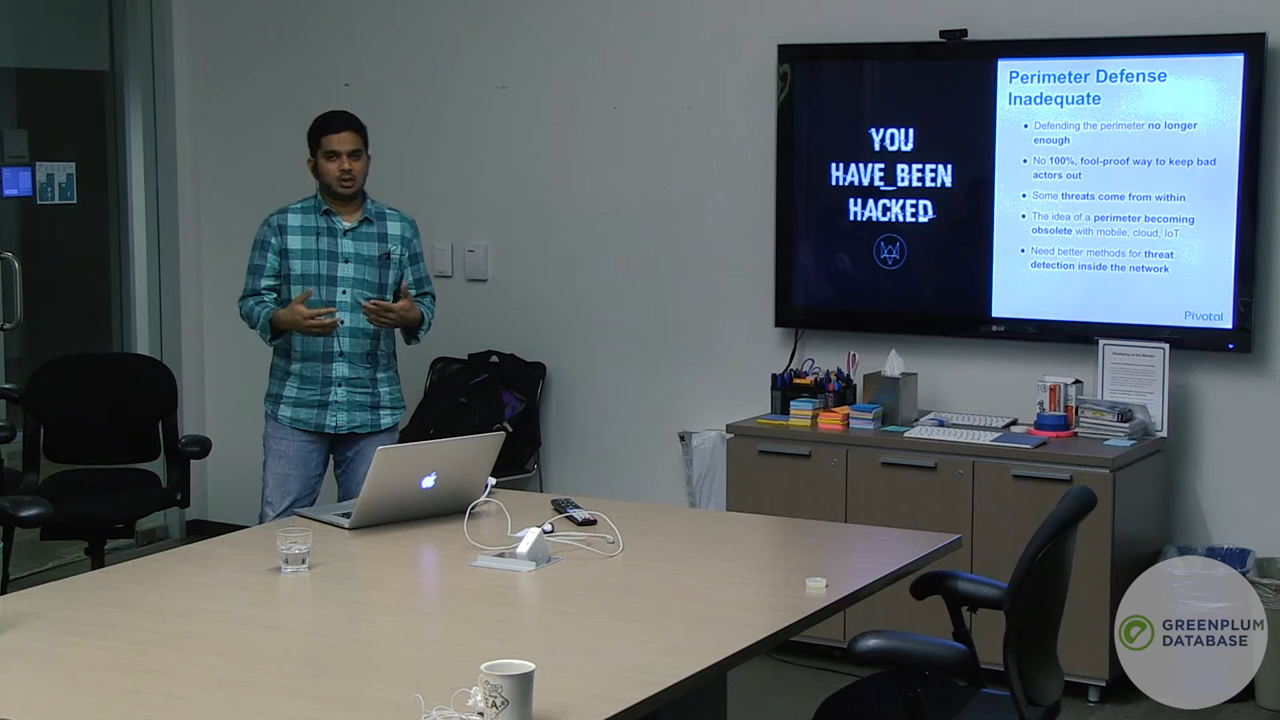 YOU
HAVE_BEEN
HACKED
Perimeter Defense
Inadequate
Defending the perimeter no longer
enough
No 100%, fool-proof way to keep bad
actors out
Some threats come from within
The idea of a perimeter becoming
obsolete with mobile, cloud, IoT
Need better methods for threat
detection inside the network
Pivotal
LG
GREENPLUM
DATABASE